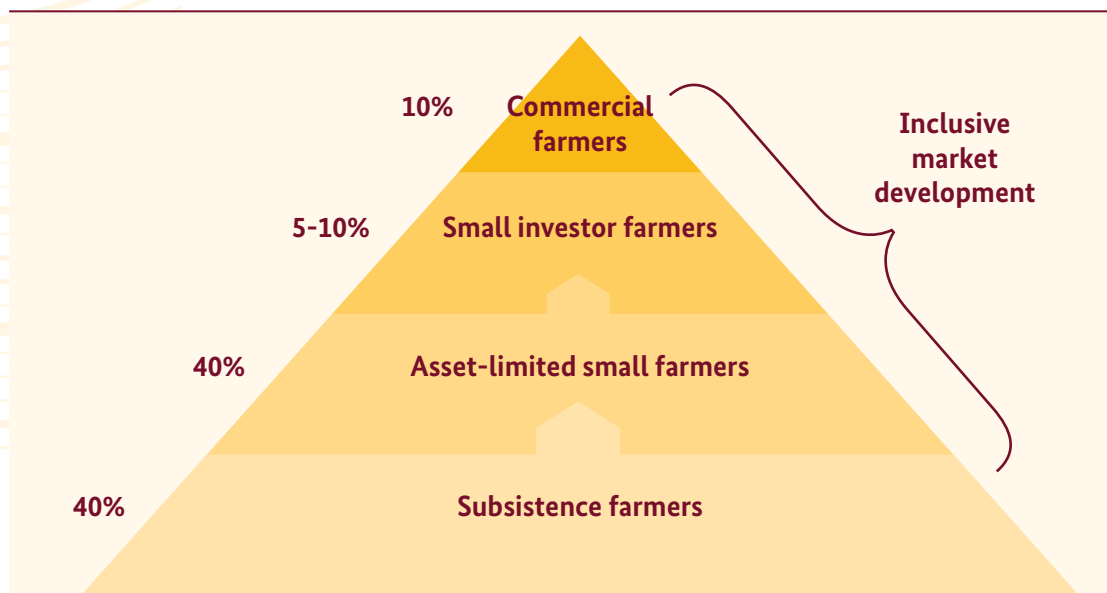 10%
Commercial
farmers
Inclusive
market
development
5-10%
Small investor farmers
40%
Asset-limited small farmers
40%
Subsistence farmers